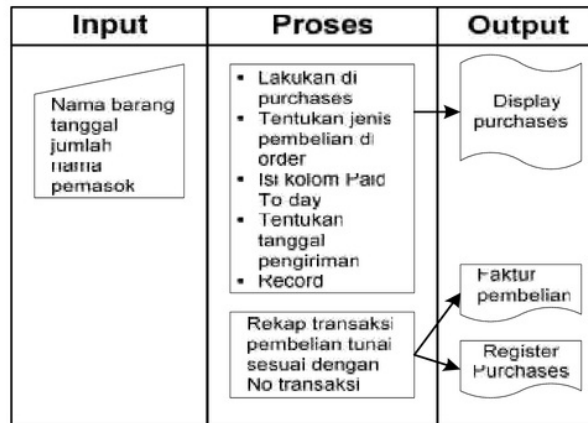 Input
Proses
Output
Nama barang
tanggal
jumlah
nama
pemasok
• Lakukan di
purchases
• Tentukan jenis
pembelian di
order
• Isi kolom Paid
To day
• Tentukan
tanggal
pengiriman
• Record
Display
purchases
Rekap transaksi
pembelian tunai
sesuai dengan
No transaksi
Faktur
pembelian
Register
Purchases